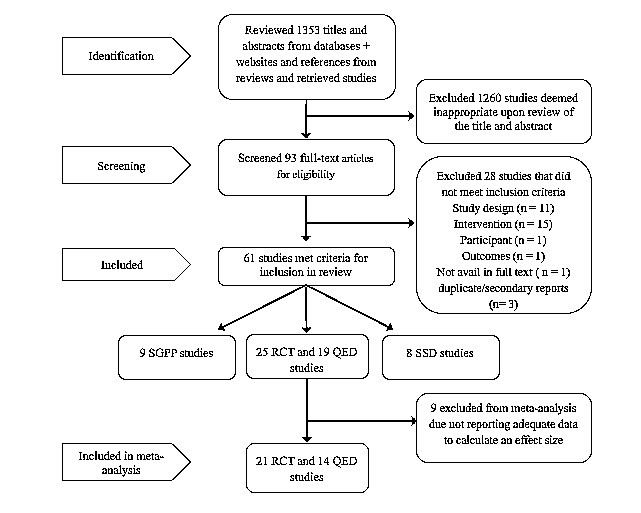 Identification
Reviewed 1353 titles and
abstracts from databases +
websites and references from
reviews and retrieved studies
Excluded 1260 studies deemed
inappropriate upon review of
the title and abstract
Screening
Screened 93 full-text articles
for eligibility
Excluded 28 studies that did
not meet inclusion criteria
Study design (n = 11)
Intervention (n = 15)
Participant (n = 1)
Outcomes (n = 1)
Not avail in full text ( n = 1)
duplicate/secondary reports
(n= 3)
Included
61 studies met criteria for
inclusion in review
9 SGPP studies
25 RCT and 19 QED
studies
8 SSD studies
9 excluded from meta-analysis
due not reporting adequate data
to calculate an effect size
Included in meta-
analysis
21 RCT and 14 QED
studies